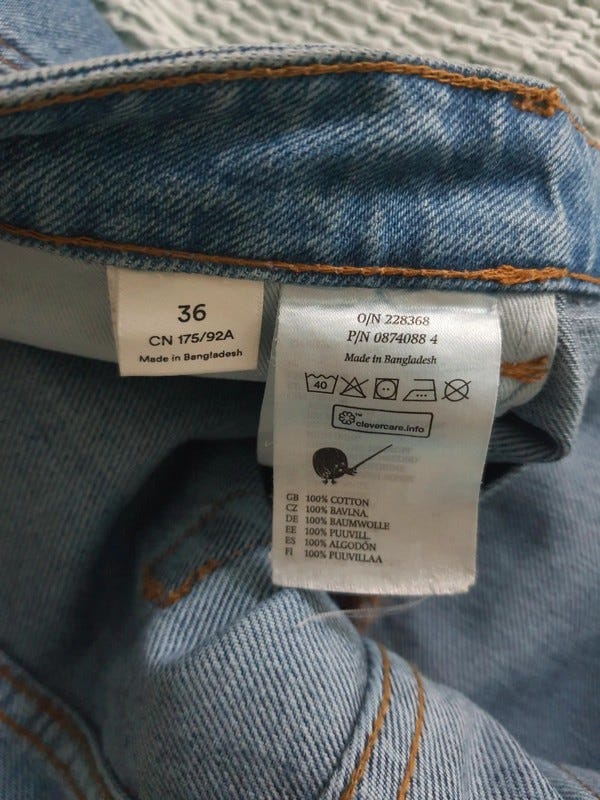 36
CN 175/92A
Made in Bangladesh
O/N 228368
P/N 0874088 4
Made in Bangladesh
40
™
clevercare.info
GB 100% COTTON
CZ 100% BAVLNA.
DE 100% BAUMWOLLE
EE 100% PUUVILL.
ES 100% ALGODÓN
FI 100% PUUVILLAA